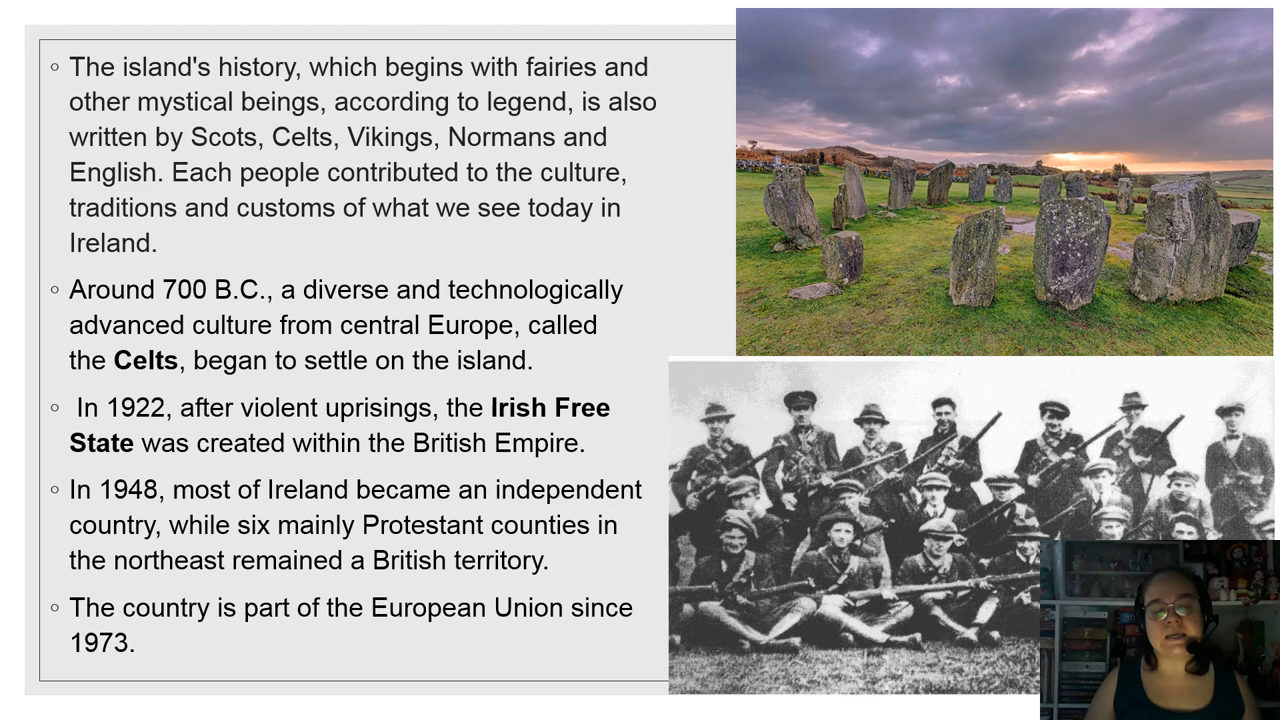 The island's history, which begins with fairies and
other mystical beings, according to legend, is also
written by Scots, Celts, Vikings, Normans and
English. Each people contributed to the culture,
traditions and customs of what we see today in
Ireland.
Around 700 B.C., a diverse and technologically
advanced culture from central Europe, called
the Celts, began to settle on the island.
In 1922, after violent uprisings, the Irish Free
State was created within the British Empire.
In 1948, most of Ireland became an independent
country, while six mainly Protestant counties in
the northeast remained a British territory.
The country is part of the European Union since
1973.